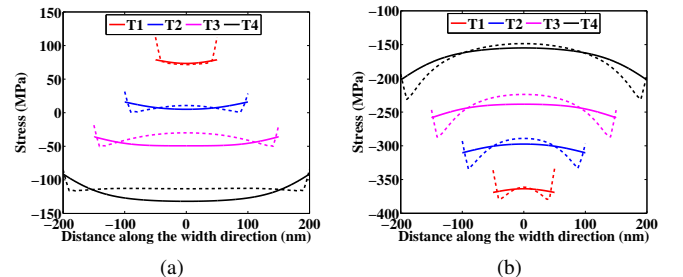 T1 T2 T3 T4
150
100
50
0
−50
−100
150
Stress (MPa)
−200 −100 0 100 200
Distance along the width direction (nm)
(a)
T1 T2 T3 T4
−100
−150
−200
−250
−300
−350
−400
Stress (MPa)
−200 −100 0 100 200
Distance along the width direction (nm)
(b)